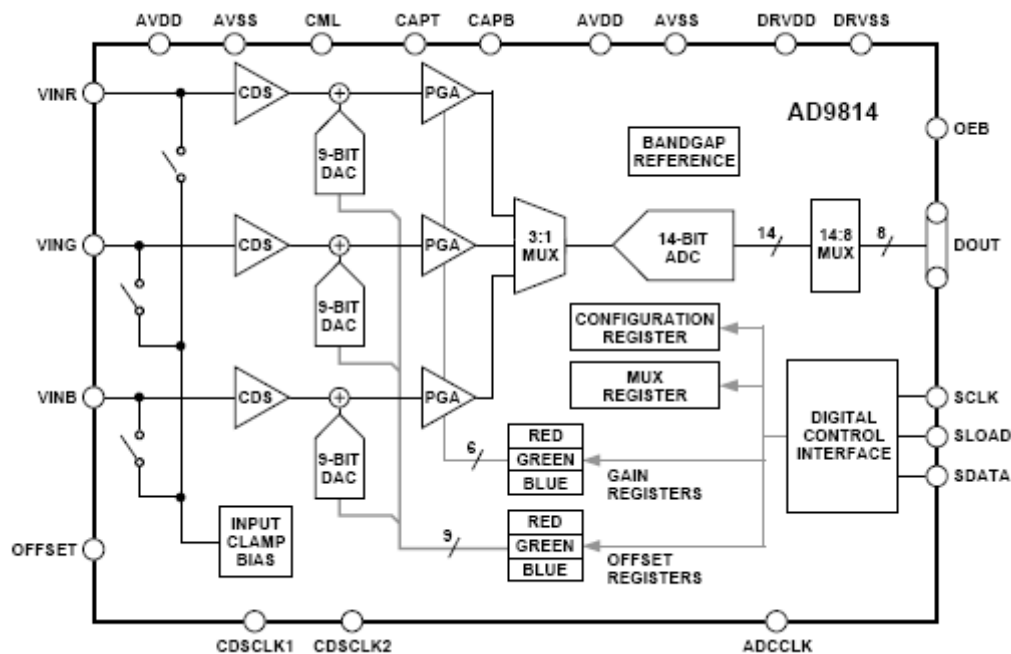 AVDD AVSS CML CAPT CAPB AVDD AVSS DRVDD DRVSS
VINR
CDS
+
PGA
AD9814
9-BIT
DAC
BANDGAP
REFERENCE
OEB
VING
CDS
+
PGA
3:1
MUX
14-BIT
ADC
14
14:8
MUX
8
DOUT
9-BIT
DAC
CONFIGURATION
REGISTER
MUX
REGISTER
VINB
CDS
+
PGA
DIGITAL
CONTROL
INTERFACE
SCLK
SLOAD
SDATA
9-BIT
DAC
6
RED
GREEN
BLUE
GAIN
REGISTERS
9
RED
GREEN
BLUE
OFFSET
REGISTERS
INPUT
CLAMP
BIAS
OFFSET
CDSCLK1 CDSCLK2 ADCCLK